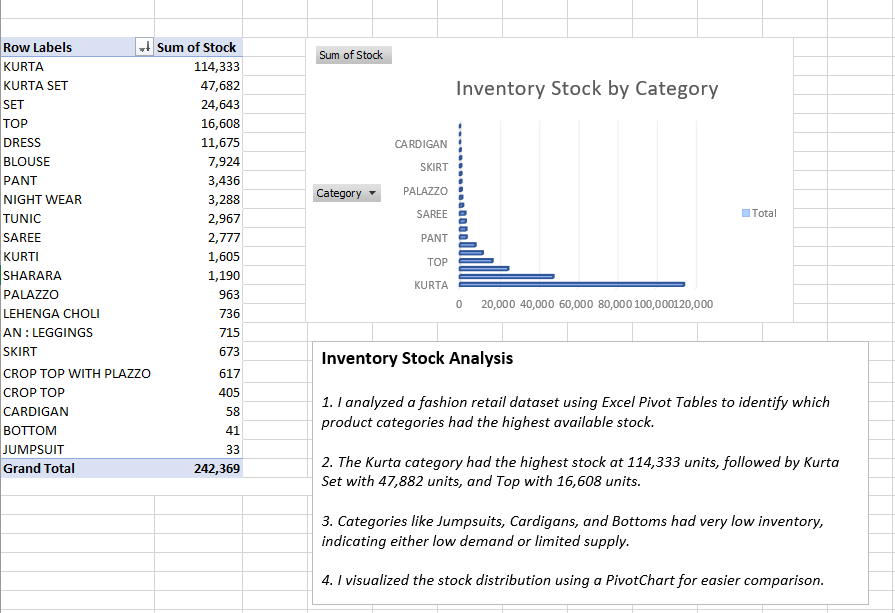 Row Labels Sum of Stock
KURTA 114,333
KURTA SET 47,682
SET 24,643
TOP 16,608
DRESS 11,675
BLOUSE 7,924
PANT 3,436
NIGHT WEAR 3,288
TUNIC 2,967
SAREE 2,777
KURTI 1,605
SHARARA 1,190
PALAZZO 963
LEHENGA CHOLI 736
AN : LEGGINGS 715
SKIRT 673
CROP TOP WITH PLAZZO 617
CROP TOP 405
CARDIGAN 58
BOTTOM 41
JUMPSUIT 33
Grand Total 242,369
Sum of Stock
Inventory Stock by Category
CARDIGAN
SKIRT
PALAZZO
SAREE
PANT
TOP
KURTA
Category
0 20,000 40,000 60,000 80,000 100,000 120,000
Total
Inventory Stock Analysis
1. I analyzed a fashion retail dataset using Excel Pivot Tables to identify which
product categories had the highest available stock.
2. The Kurta category had the highest stock at 114,333 units, followed by Kurta
Set with 47,882 units, and Top with 16,608 units.
3. Categories like Jumpsuits, Cardigans, and Bottoms had very low inventory,
indicating either low demand or limited supply.
4. I visualized the stock distribution using a PivotChart for easier comparison.